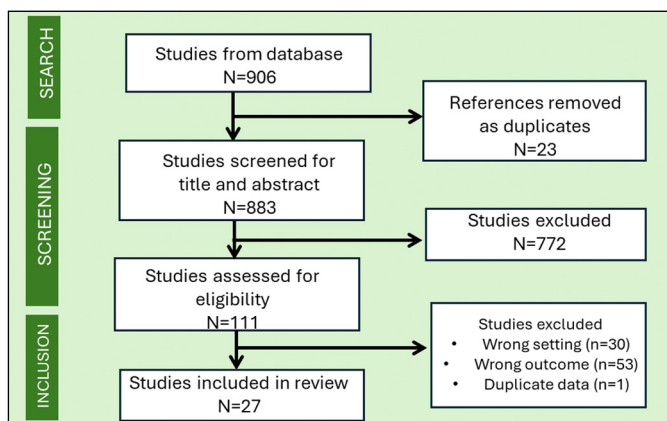 SEARCH
Studies from database
N=906
References removed
as duplicates
N=23
SCREENING
Studies screened for
title and abstract
N=883
Studies excluded
N=772
Studies assessed for
eligibility
N=111
INCLUSION
Studies excluded
• Wrong setting (n=30)
• Wrong outcome (n=53)
• Duplicate data (n=1)
Studies included in review
N=27